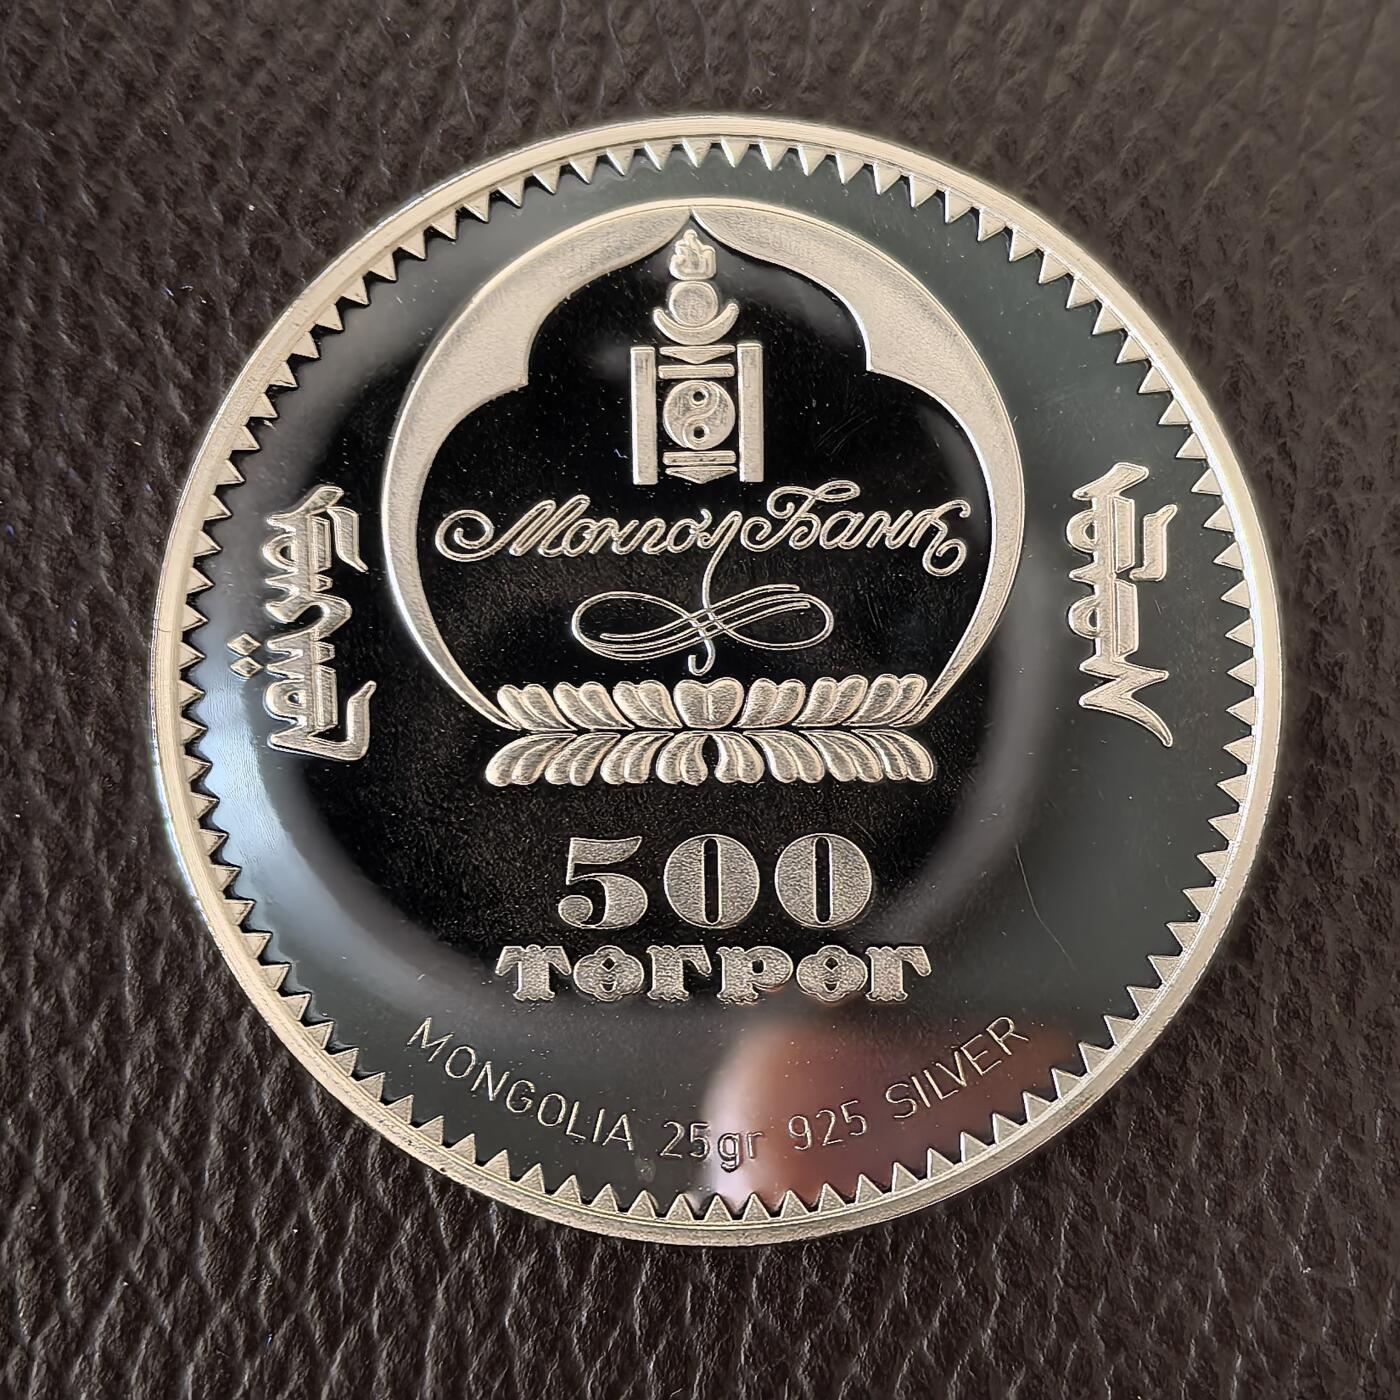 Монгол Банк
500
төгрөг
MONGOLIA 25gr 925 SILVER